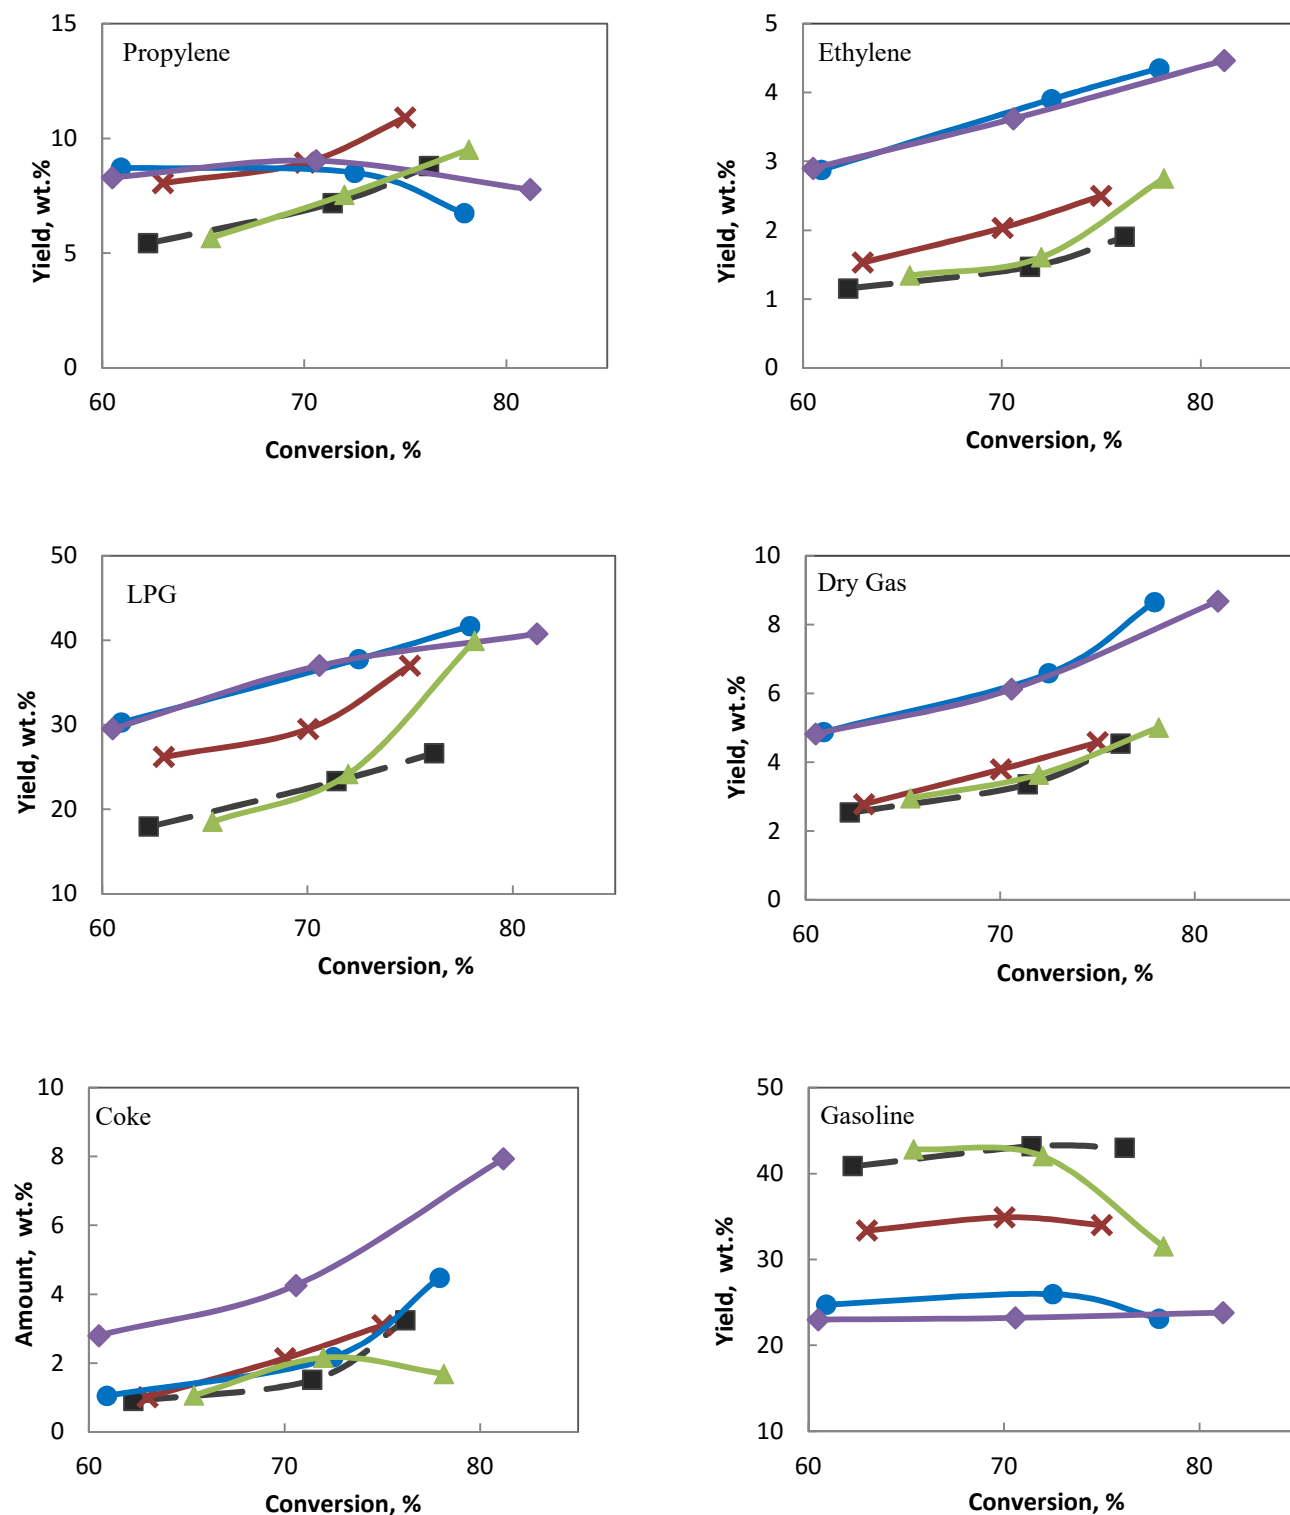 Propylene
Yield, wt.%
15
10
5
0
60 70 80
Conversion, %
Ethylene
Yield, wt.%
5
4
3
2
1
0
60 70 80
Conversion, %
LPG
Yield, wt.%
50
40
30
20
10
60 70 80
Conversion, %
Dry Gas
Yield, wt.%
10
8
6
4
2
0
60 70 80
Conversion, %
Coke
Amount, wt.%
10
8
6
4
2
0
60 70 80
Conversion, %
Gasoline
Yield, wt.%
50
40
30
20
10
60 70 80
Conversion, %